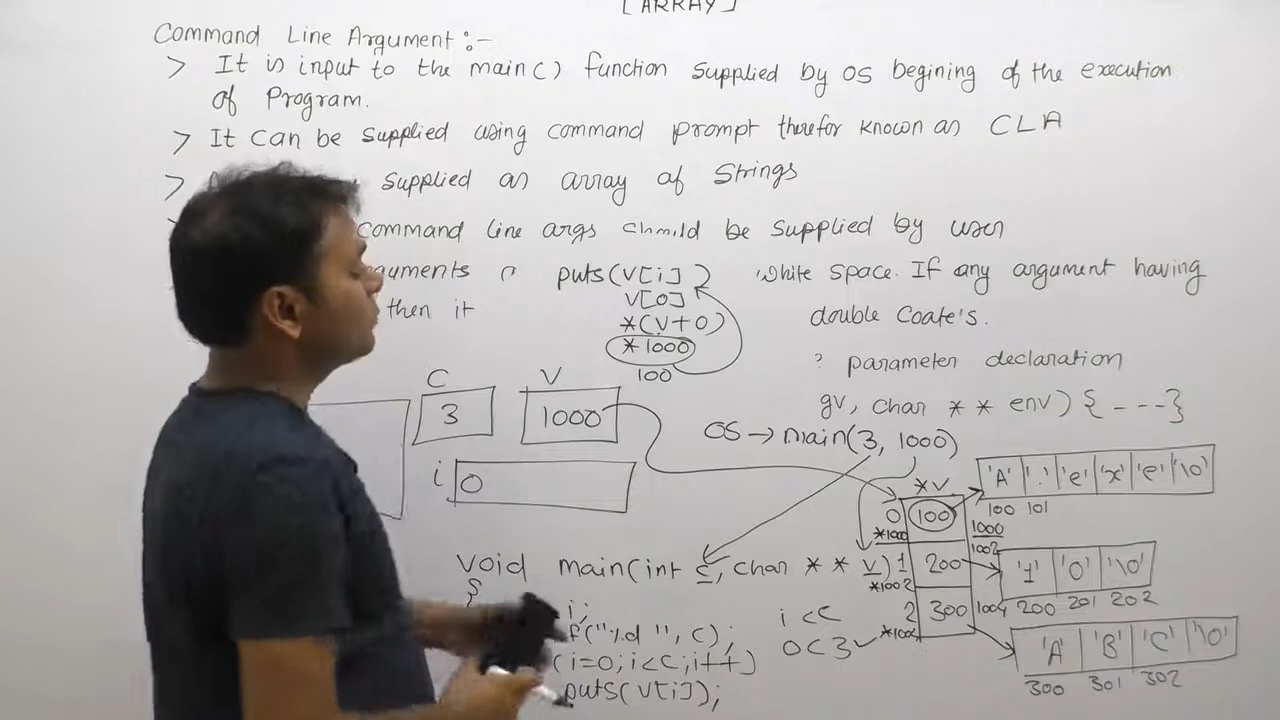 [ARRAY]
Command Line Argument :-
> It is input to the main() function supplied by OS begining of the execution
of Program.
> It can be supplied using command prompt therefor known as CLA
> supplied as array of Strings
command line args should be supplied by user
puts(v[i]) white space. If any argument having
v[0]
then it *(v+0) double Coate's.
*1000
100
parameter declaration
C V
3 1000 gv, char ** env) {----}
OS → main(3, 1000)
i 0
*v
'A' '.' 'e' 'x' 'e' '\0'
100 101
0 100 1000
*1000
1 200 1002
*1002
'1' '0' '\0'
200 201 202
2 300 1004
'A' 'B' 'C' '\0'
300 301 302
void main(int c, char ** v)
{
i;
f("%d ", c);
(i=0; i<c; i++)
puts(v[i]);
i<c
0<3 ✓